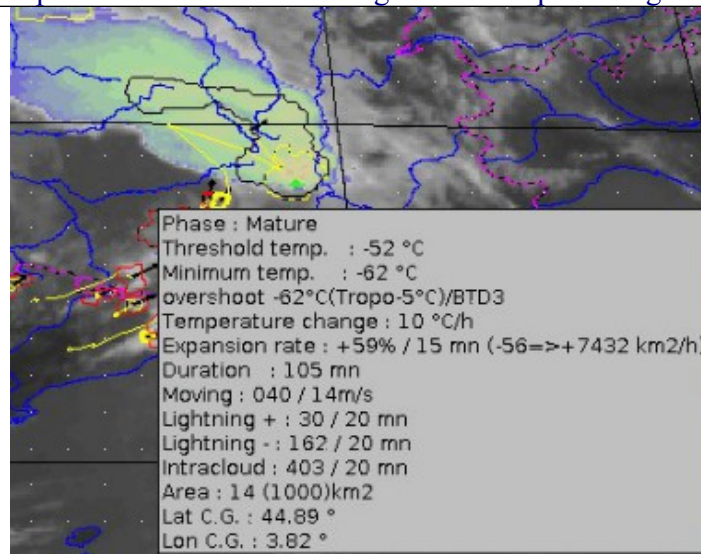 Phase : Mature
Threshold temp. : -52 °C
Minimum temp. : -62 °C
overshoot -62°C(Tropo-5°C)/BTD3
Temperature change : 10 °C/h
Expansion rate : +59% / 15 mn (-56=>+7432 km2/h)
Duration : 105 mn
Moving : 040 / 14m/s
Lightning + : 30 / 20 mn
Lightning - : 162 / 20 mn
Intracloud : 403 / 20 mn
Area : 14 (1000)km2
Lat C.G. : 44.89 °
Lon C.G. : 3.82 °